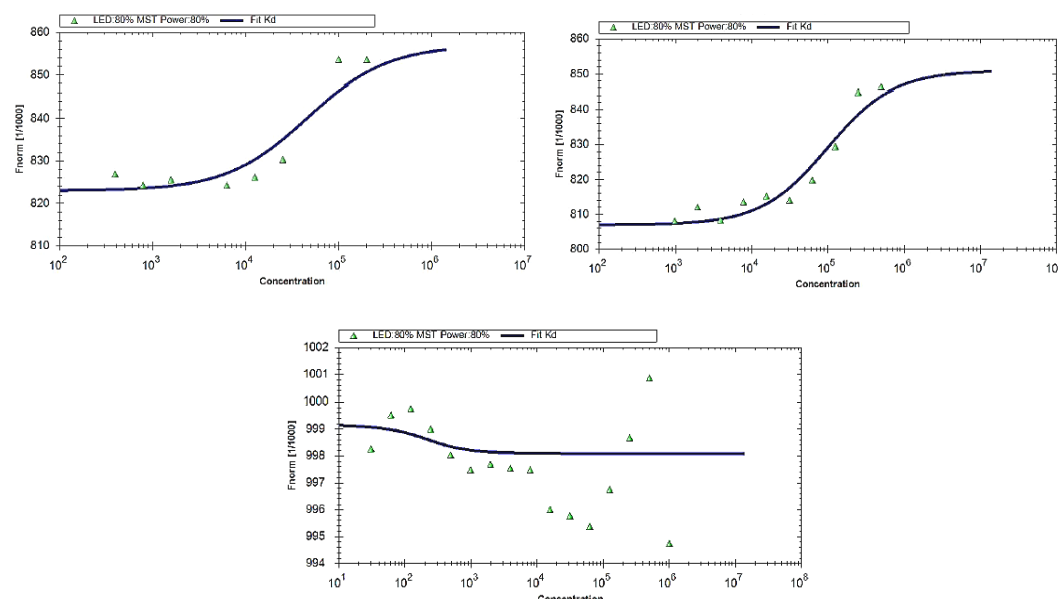 LED:80% MST Power:80% Fit Kd
860
850
840
830
820
810
Fnorm [1/1000]
10² 10³ 10⁴ 10⁵ 10⁶ 10⁷
Concentration
LED:80% MST Power:80% Fit Kd
860
850
840
830
820
810
800
Fnorm [1/1000]
10² 10³ 10⁴ 10⁵ 10⁶ 10⁷ 10⁸
Concentration
LED:80% MST Power:80% Fit Kd
1002
1001
1000
999
998
997
996
995
994
Fnorm [1/1000]
10¹ 10² 10³ 10⁴ 10⁵ 10⁶ 10⁷ 10⁸
Concentration